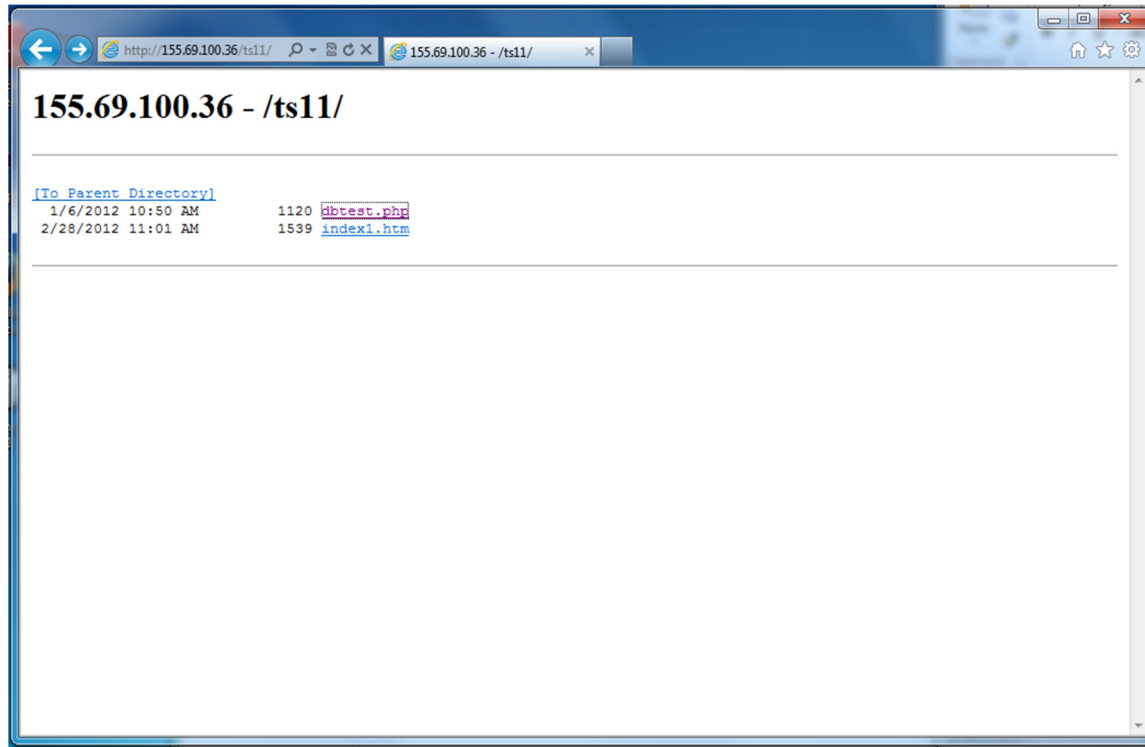 http://155.69.100.36/ts11/
155.69.100.36 - /ts11/
155.69.100.36 - /ts11/
[To Parent Directory]
1/6/2012 10:50 AM 1120 dbtest.php
2/28/2012 11:01 AM 1539 index1.htm